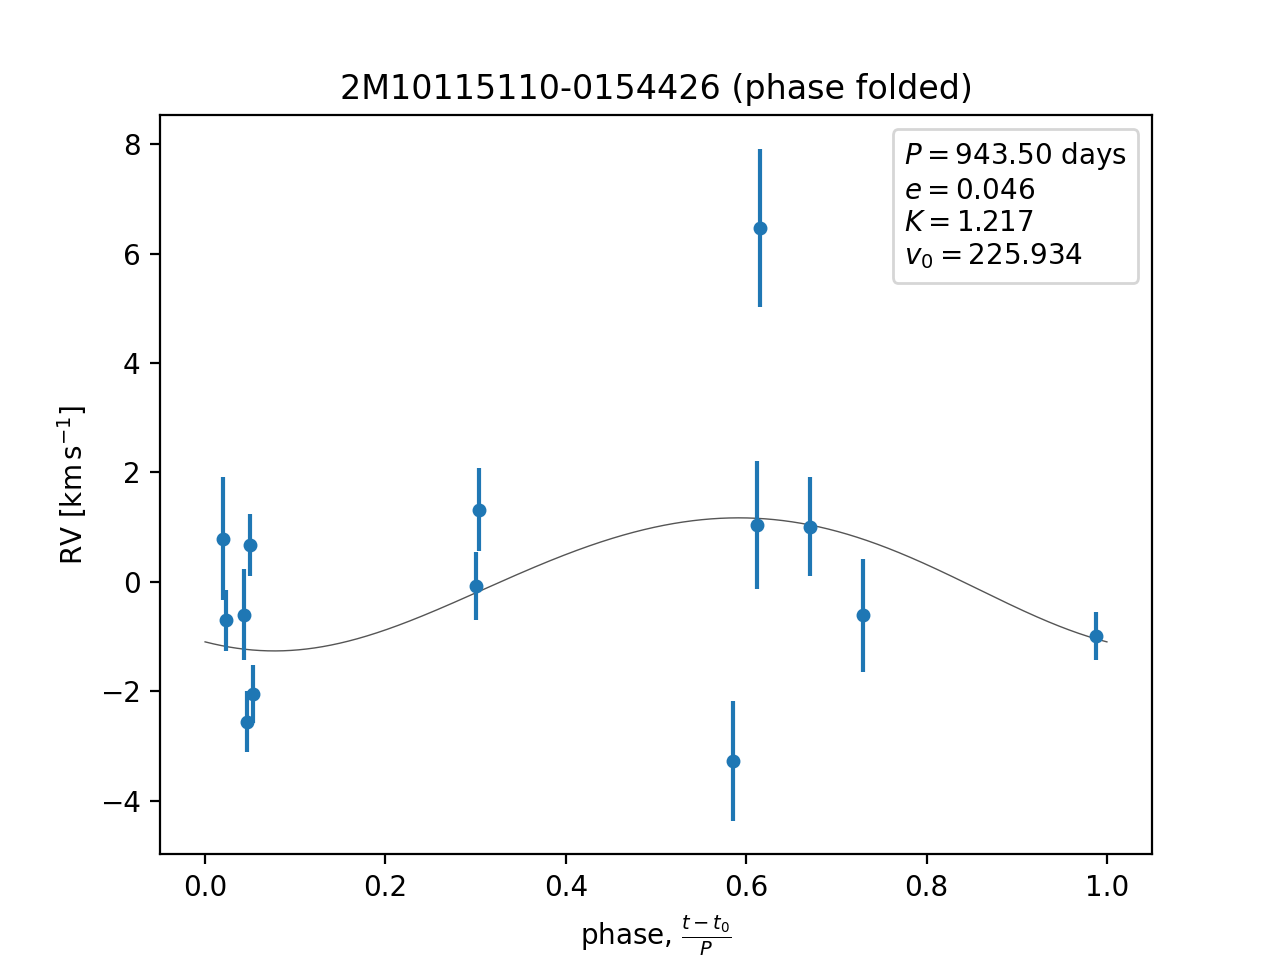 2M10115110-0154426 (phase folded)
P = 943.50 days
e = 0.046
K = 1.217
v₀ = 225.934
8
6
4
2
0
−2
−4
RV [km s⁻¹]
0.0 0.2 0.4 0.6 0.8 1.0
phase, (t − t₀)/P